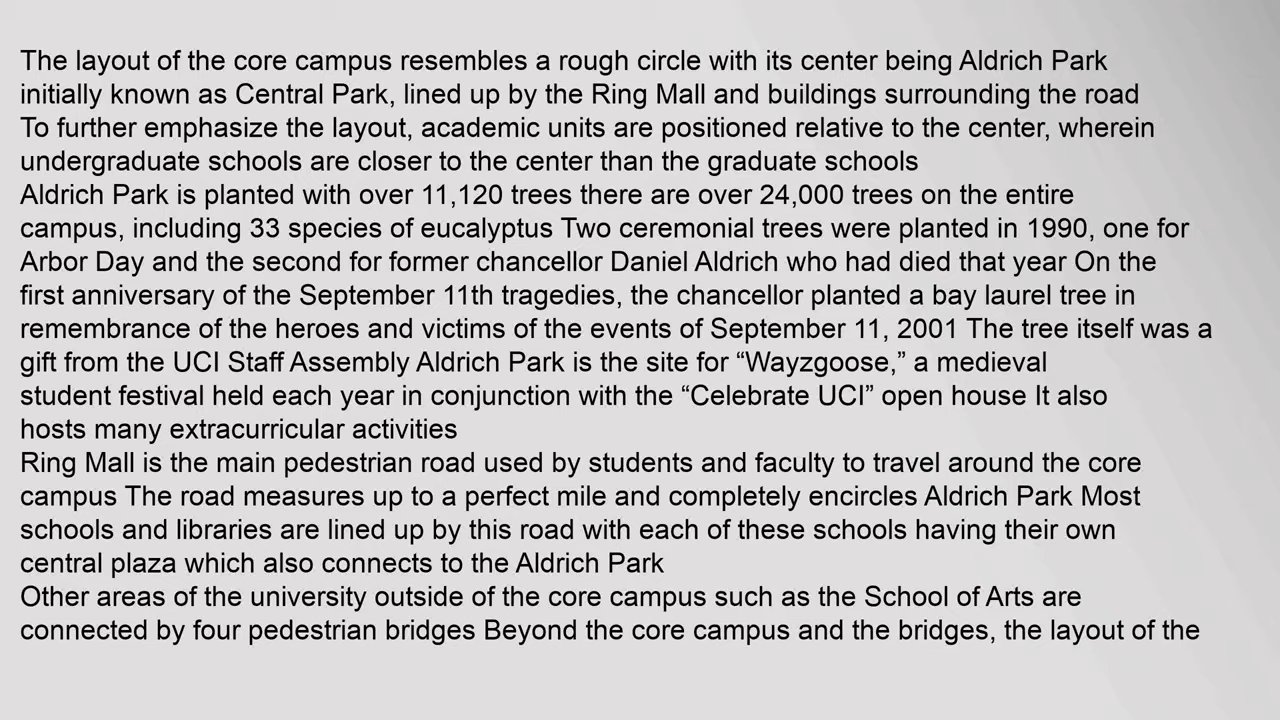 The layout of the core campus resembles a rough circle with its center being Aldrich Park
initially known as Central Park, lined up by the Ring Mall and buildings surrounding the road
To further emphasize the layout, academic units are positioned relative to the center, wherein
undergraduate schools are closer to the center than the graduate schools
Aldrich Park is planted with over 11,120 trees there are over 24,000 trees on the entire
campus, including 33 species of eucalyptus Two ceremonial trees were planted in 1990, one for
Arbor Day and the second for former chancellor Daniel Aldrich who had died that year On the
first anniversary of the September 11th tragedies, the chancellor planted a bay laurel tree in
remembrance of the heroes and victims of the events of September 11, 2001 The tree itself was a
gift from the UCI Staff Assembly Aldrich Park is the site for “Wayzgoose,” a medieval
student festival held each year in conjunction with the “Celebrate UCI” open house It also
hosts many extracurricular activities
Ring Mall is the main pedestrian road used by students and faculty to travel around the core
campus The road measures up to a perfect mile and completely encircles Aldrich Park Most
schools and libraries are lined up by this road with each of these schools having their own
central plaza which also connects to the Aldrich Park
Other areas of the university outside of the core campus such as the School of Arts are
connected by four pedestrian bridges Beyond the core campus and the bridges, the layout of the